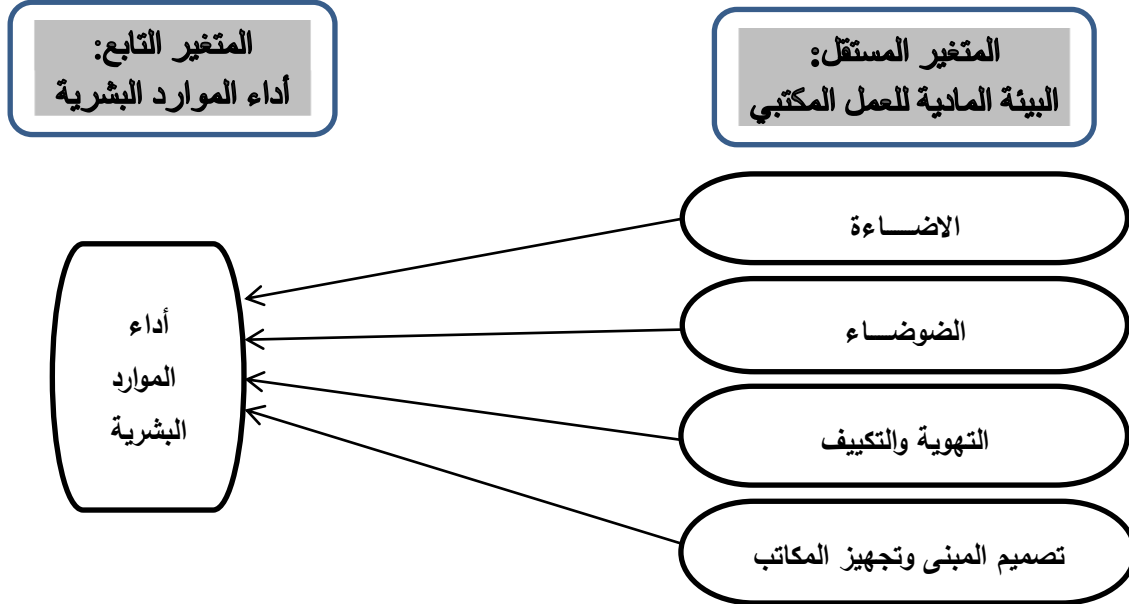 المتغير المستقل:
البيئة المادية للعمل المكتبي
المتغير التابع:
أداء الموارد البشرية
الاضـــاءة
الضوضـــاء
التهوية والتكييف
تصميم المبنى وتجهيز المكاتب
أداء
الموارد
البشرية